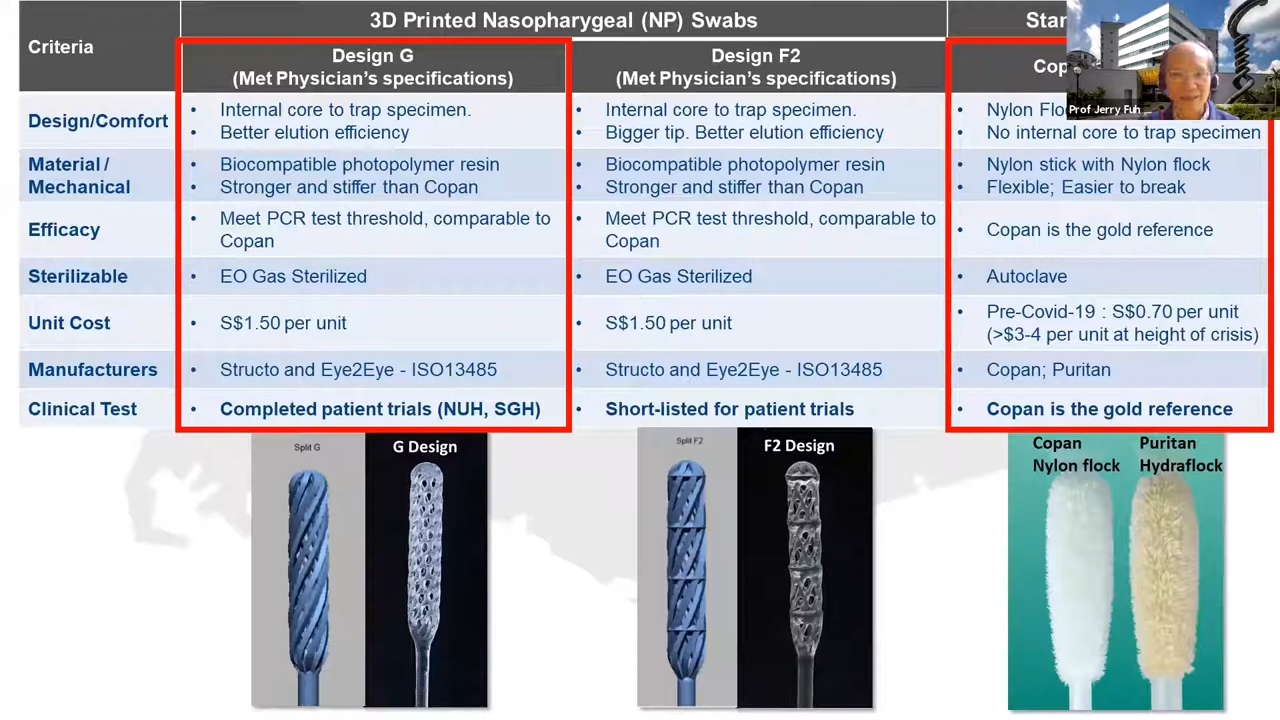 Criteria
3D Printed Nasopharygeal (NP) Swabs
Design G
(Met Physician's specifications)
Design F2
(Met Physician's specifications)
Prof Jerry Fuh
Design/Comfort
• Internal core to trap specimen.
• Better elution efficiency
• Internal core to trap specimen.
• Bigger tip. Better elution efficiency
• Nylon
• No internal core to trap specimen
Material /
Mechanical
• Biocompatible photopolymer resin
• Stronger and stiffer than Copan
• Biocompatible photopolymer resin
• Stronger and stiffer than Copan
• Nylon stick with Nylon flock
• Flexible; Easier to break
Efficacy
• Meet PCR test threshold, comparable to
Copan
• Meet PCR test threshold, comparable to
Copan
• Copan is the gold reference
Sterilizable
• EO Gas Sterilized
• EO Gas Sterilized
• Autoclave
Unit Cost
• S$1.50 per unit
• S$1.50 per unit
• Pre-Covid-19 : S$0.70 per unit
(>$3-4 per unit at height of crisis)
Manufacturers
• Structo and Eye2Eye - ISO13485
• Structo and Eye2Eye - ISO13485
• Copan; Puritan
Clinical Test
• Completed patient trials (NUH, SGH)
• Short-listed for patient trials
• Copan is the gold reference
Split G
G Design
Split F2
F2 Design
Copan
Nylon flock
Puritan
Hydraflock